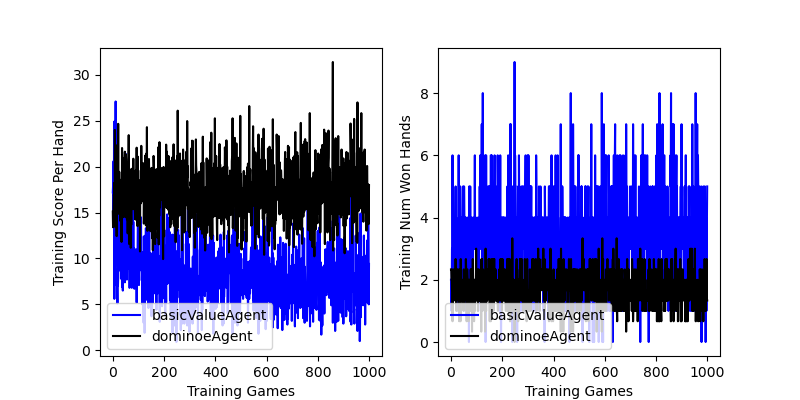 30
25
20
15
10
5
0
Training Score Per Hand
basicValueAgent
dominoeAgent
0 200 400 600 800 1000
Training Games
8
6
4
2
0
Training Num Won Hands
basicValueAgent
dominoeAgent
0 200 400 600 800 1000
Training Games